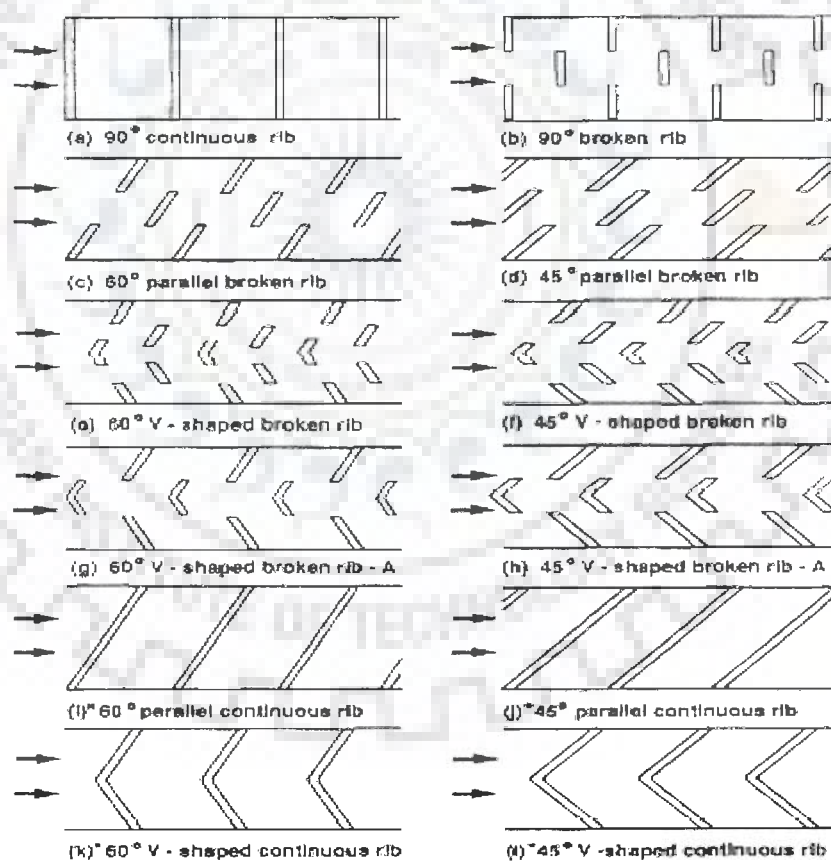 (a) 90° continuous rib
(b) 90° broken rib
(c) 60° parallel broken rib
(d) 45° parallel broken rib
(e) 60° V - shaped broken rib
(f) 45° V - shaped broken rib
(g) 60° V - shaped broken rib - A
(h) 45° V - shaped broken rib - A
(i)* 60° parallel continuous rib
(j)* 45° parallel continuous rib
(k)* 60° V - shaped continuous rib
(l)* 45° V - shaped continuous rib
OF TECH